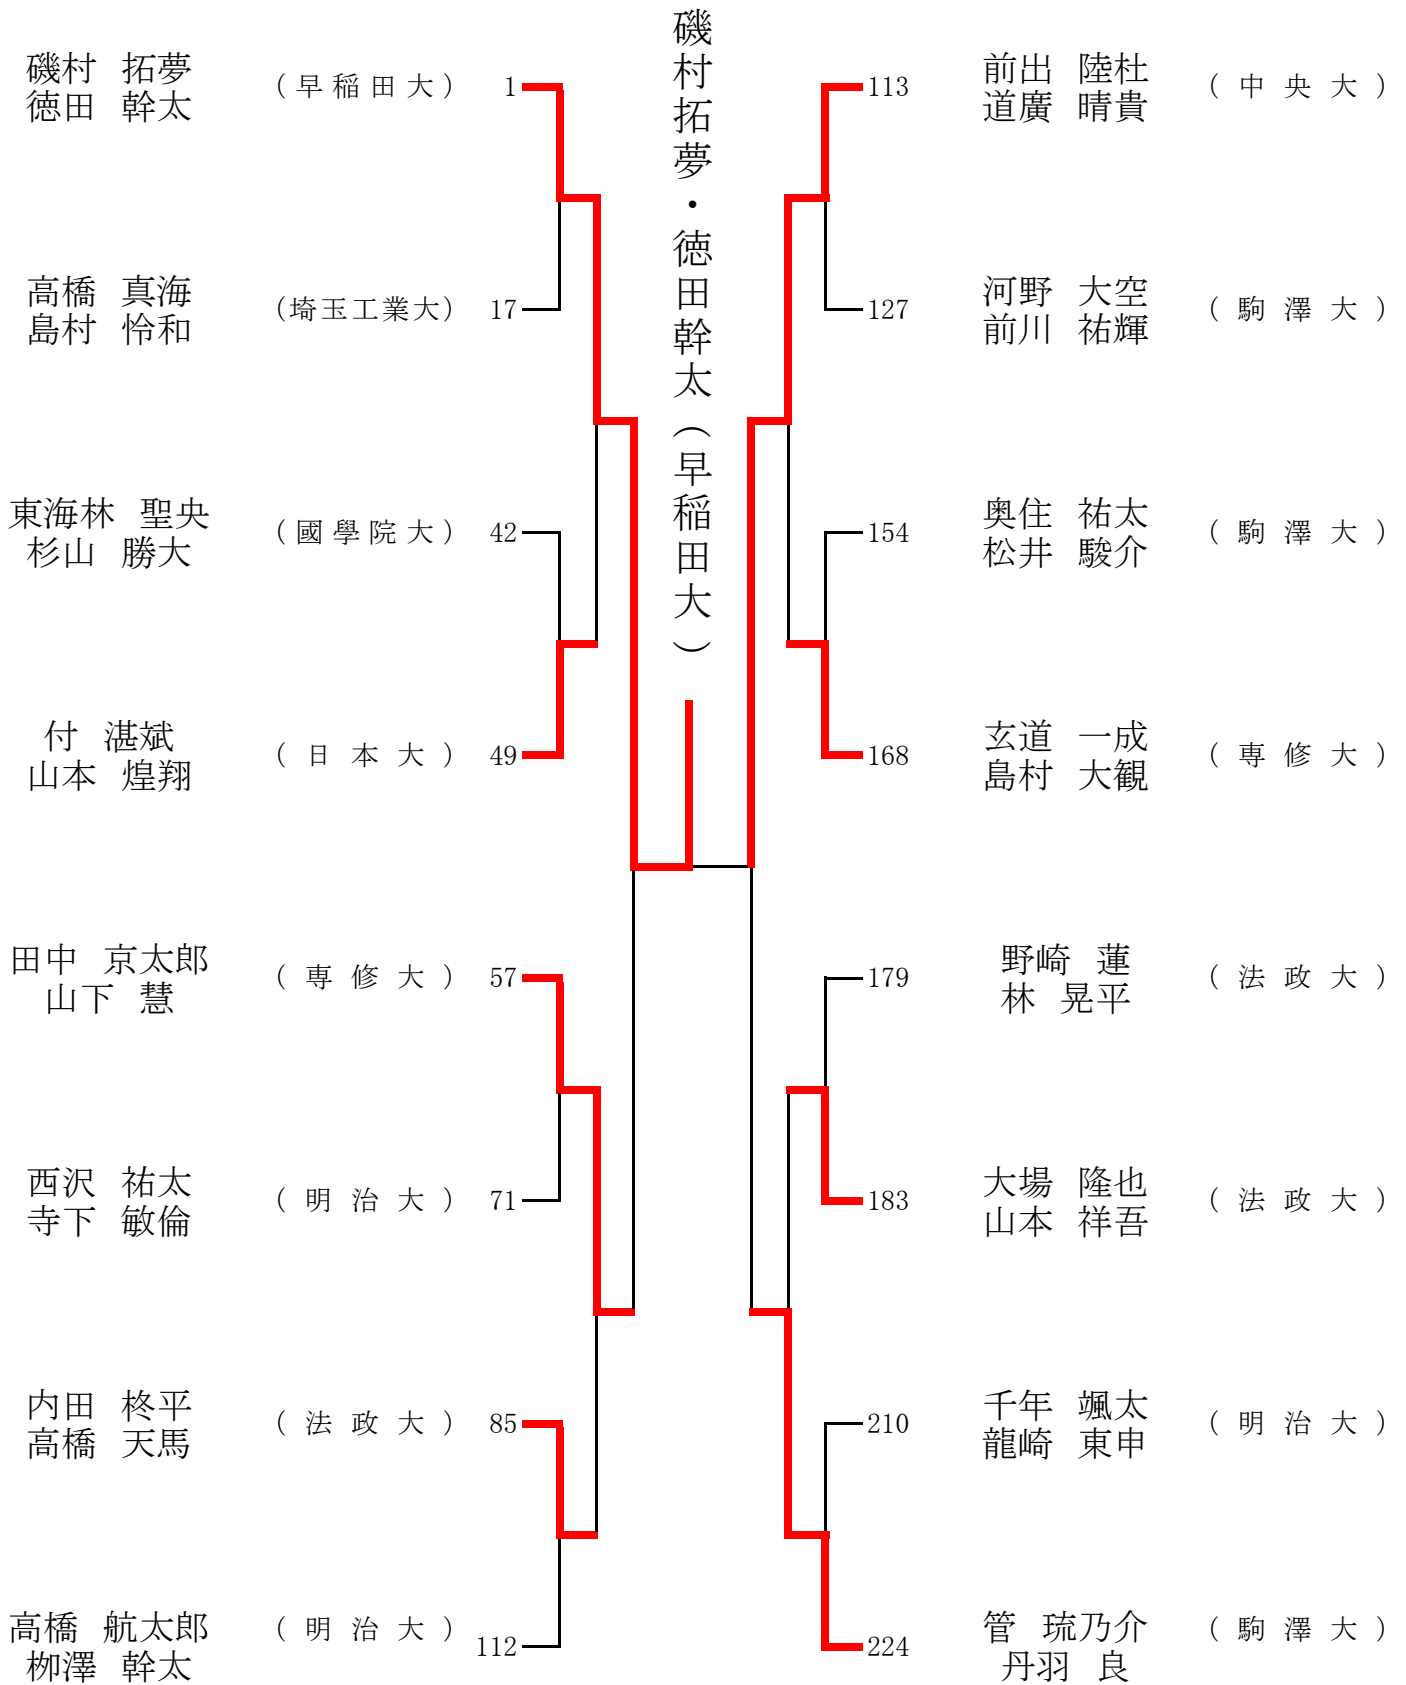 磯村拓夢・徳田幹太（早稲田大）
磯村 拓夢
徳田 幹太
(早稲田大)
1
高橋 真海
島村 怜和
(埼玉工業大)
17
東海林 聖央
杉山 勝大
(國學院大)
42
付 湛斌
山本 煌翔
(日本大)
49
田中 京太郎
山下 慧
(専修大)
57
西沢 祐太
寺下 敏倫
(明治大)
71
内田 柊平
高橋 天馬
(法政大)
85
高橋 航太郎
栁澤 幹太
(明治大)
112
113
前出 陸杜
道廣 晴貴
(中央大)
127
河野 大空
前川 祐輝
(駒澤大)
154
奥住 祐太
松井 駿介
(駒澤大)
168
玄道 一成
島村 大観
(専修大)
179
野崎 蓮
林 晃平
(法政大)
183
大場 隆也
山本 祥吾
(法政大)
210
千年 颯太
龍崎 東申
(明治大)
224
管 琉乃介
丹羽 良
(駒澤大)